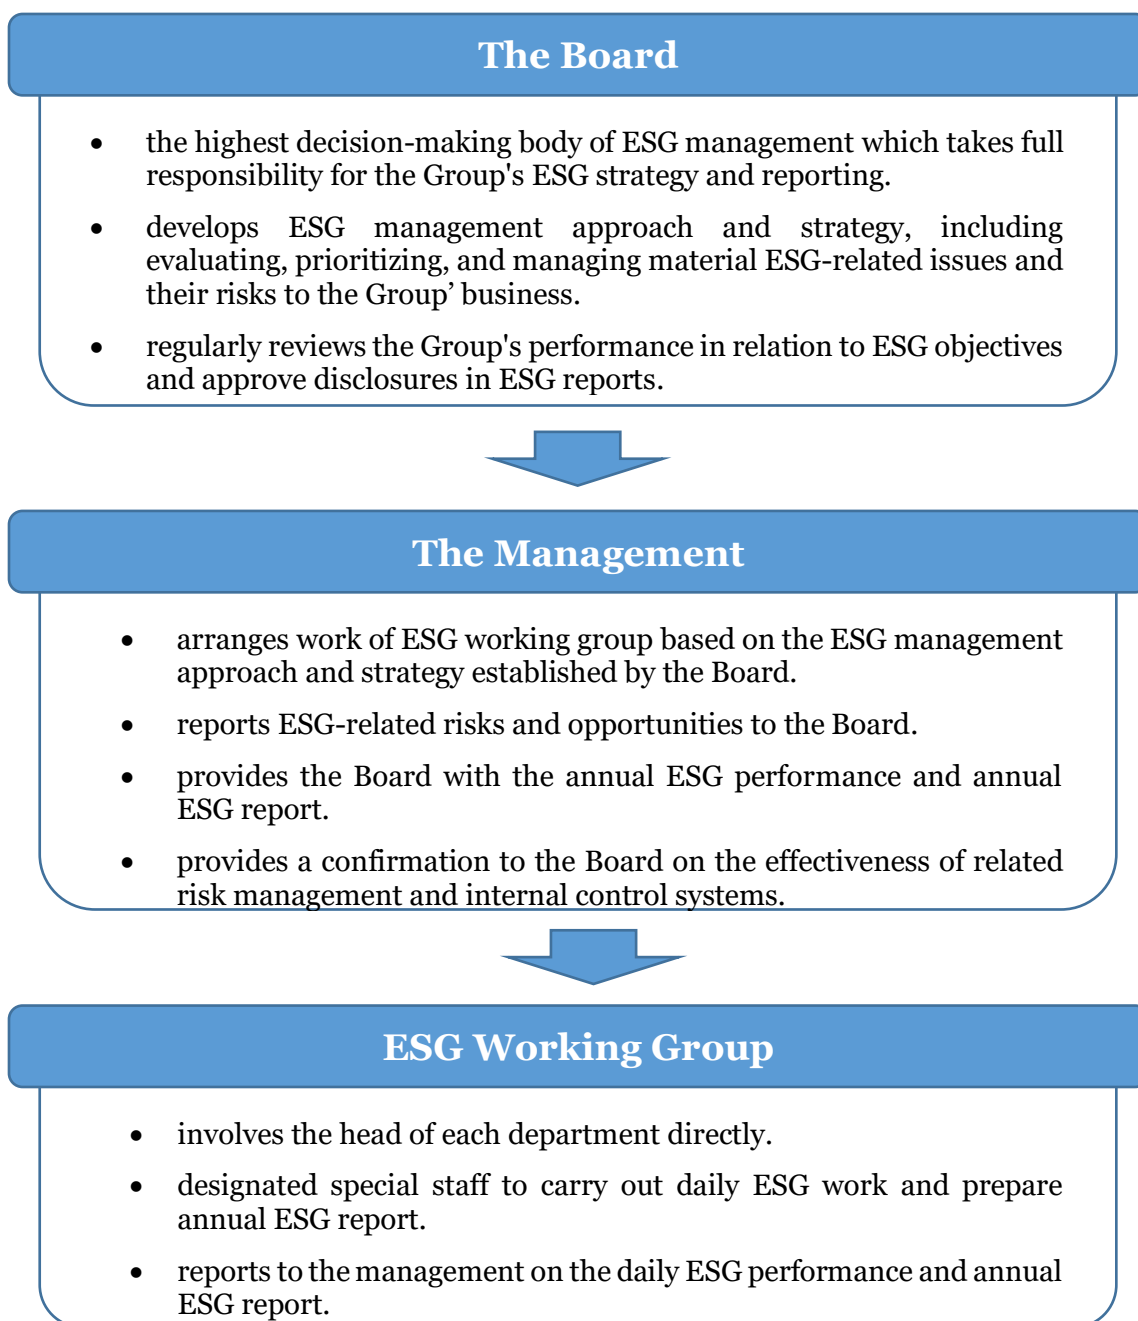 The Board
• the highest decision-making body of ESG management which takes full
responsibility for the Group's ESG strategy and reporting.
• develops ESG management approach and strategy, including
evaluating, prioritizing, and managing material ESG-related issues and
their risks to the Group’ business.
• regularly reviews the Group's performance in relation to ESG objectives
and approve disclosures in ESG reports.
The Management
• arranges work of ESG working group based on the ESG management
approach and strategy established by the Board.
• reports ESG-related risks and opportunities to the Board.
• provides the Board with the annual ESG performance and annual
ESG report.
• provides a confirmation to the Board on the effectiveness of related
risk management and internal control systems.
ESG Working Group
• involves the head of each department directly.
• designated special staff to carry out daily ESG work and prepare
annual ESG report.
• reports to the management on the daily ESG performance and annual
ESG report.